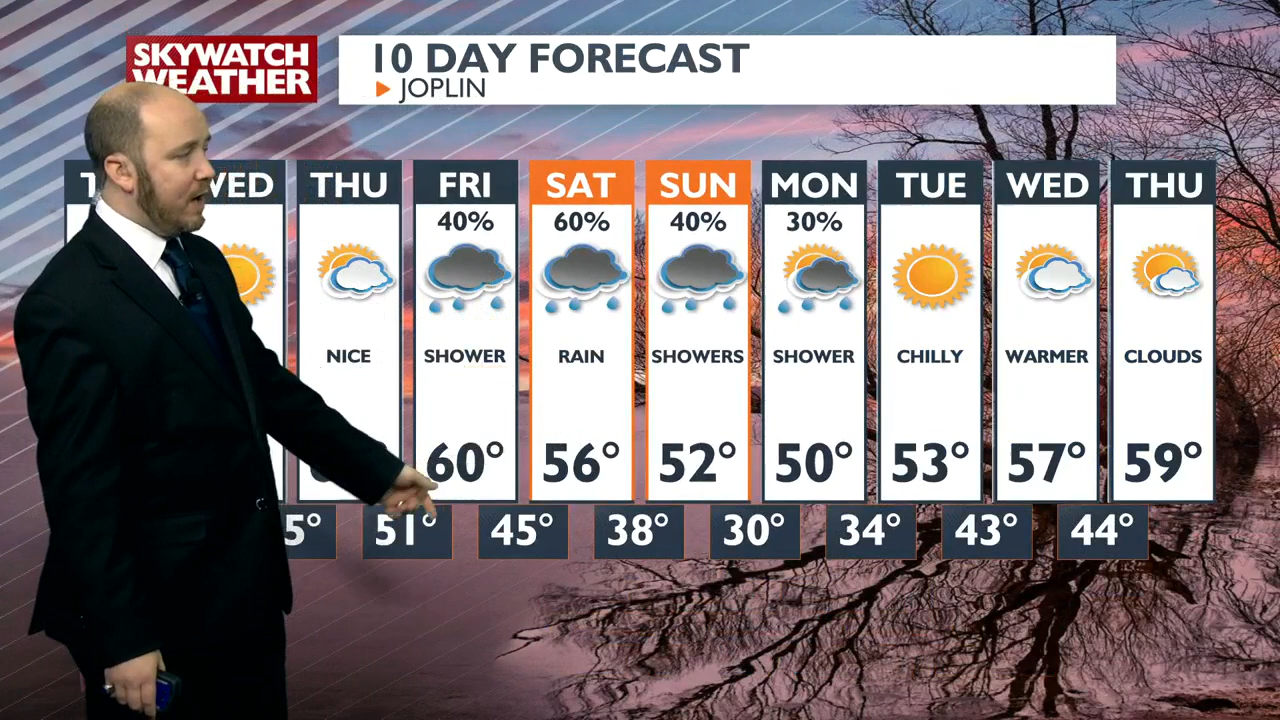 SKYWATCH
WEATHER
10 DAY FORECAST
JOPLIN
WED THU FRI SAT SUN MON TUE WED THU
40% 60% 40% 30%
NICE SHOWER RAIN SHOWERS SHOWER CHILLY WARMER CLOUDS
60° 56° 52° 50° 53° 57° 59°
5° 51° 45° 38° 30° 34° 43° 44°